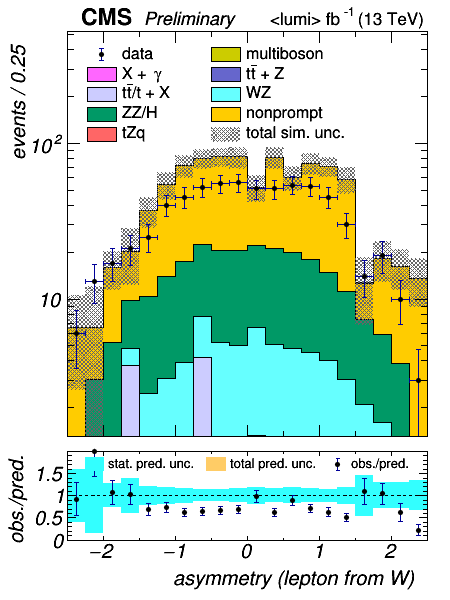 CMS Preliminary <lumi> fb⁻¹ (13 TeV)
events / 0.25
10²
10
data
X + γ
tt̄/t + X
ZZ/H
tZq
multiboson
tt̄ + Z
WZ
nonprompt
total sim. unc.
obs./pred.
1.5
1
0.5
0
stat. pred. unc. total pred. unc. obs./pred.
−2 −1 0 1 2
asymmetry (lepton from W)